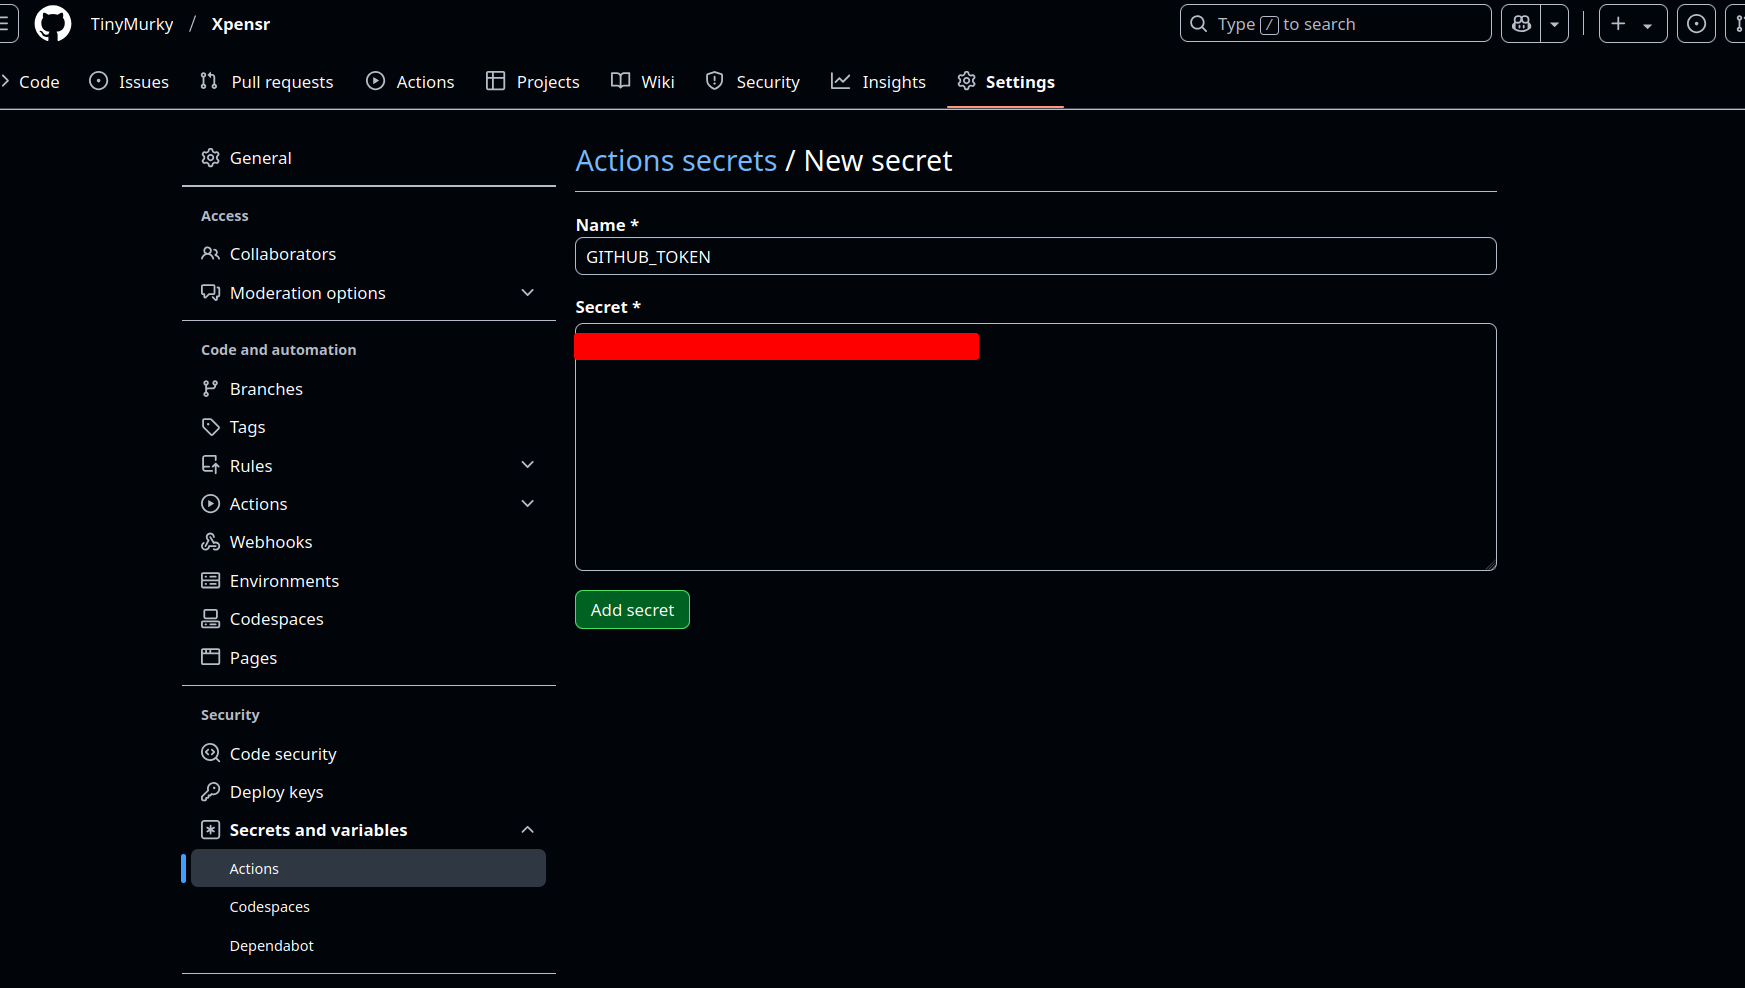 TinyMurky / Xpensr
Type / to search
Code Issues Pull requests Actions Projects Wiki Security Insights Settings
General
Access
Collaborators
Moderation options
Code and automation
Branches
Tags
Rules
Actions
Webhooks
Environments
Codespaces
Pages
Security
Code security
Deploy keys
Secrets and variables
Actions
Codespaces
Dependabot
Actions secrets / New secret
Name *
GITHUB_TOKEN
Secret *
Add secret